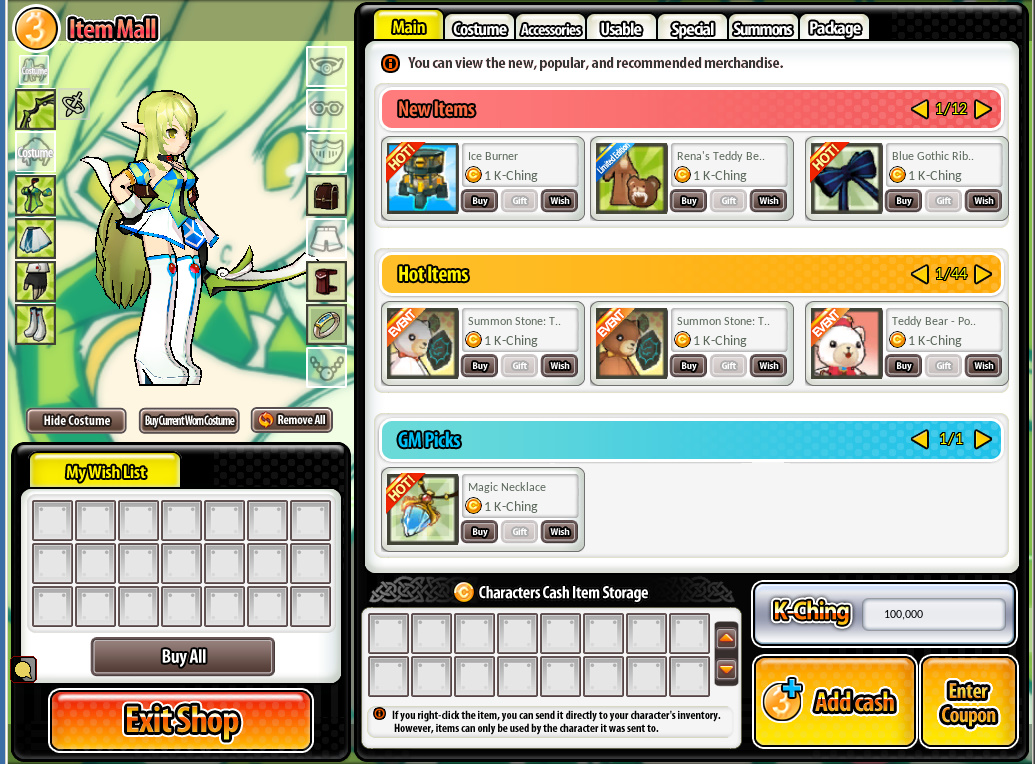 3 Item Mall
Costume
Costume
Hide Costume
Buy Current Worn Costume
Remove All
My Wish List
Buy All
Exit Shop
Main
Costume
Accessories
Usable
Special
Summons
Package
You can view the new, popular, and recommended merchandise.
New Items
1/12
HOT!
Ice Burner
C 1 K-Ching
Buy Gift Wish
Limited Edition
Rena's Teddy Be..
C 1 K-Ching
Buy Gift Wish
HOT!
Blue Gothic Rib..
C 1 K-Ching
Buy Gift Wish
Hot Items
1/44
EVENT
Summon Stone: T..
C 1 K-Ching
Buy Gift Wish
EVENT
Summon Stone: T..
C 1 K-Ching
Buy Gift Wish
EVENT
Teddy Bear - Po..
C 1 K-Ching
Buy Gift Wish
GM Picks
1/1
HOT!
Magic Necklace
C 1 K-Ching
Buy Gift Wish
C Characters Cash Item Storage
If you right-click the item, you can send it directly to your character's inventory.
However, items can only be used by the character it was sent to.
K-Ching
100,000
3 Add cash
Enter
Coupon